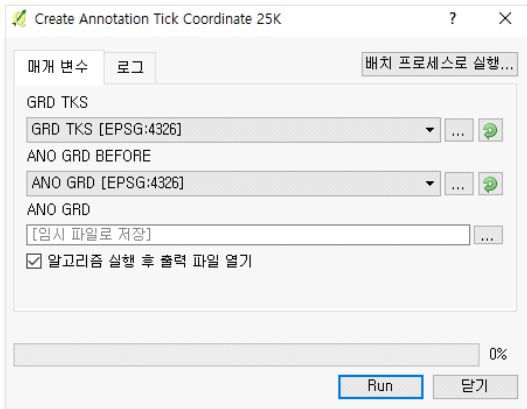 Create Annotation Tick Coordinate 25K
매개 변수
로그
배치 프로세스로 실행...
GRD TKS
GRD TKS [EPSG:4326]
...
ANO GRD BEFORE
ANO GRD [EPSG:4326]
...
ANO GRD
[임시 파일로 저장]
...
알고리즘 실행 후 출력 파일 열기
0%
Run
닫기